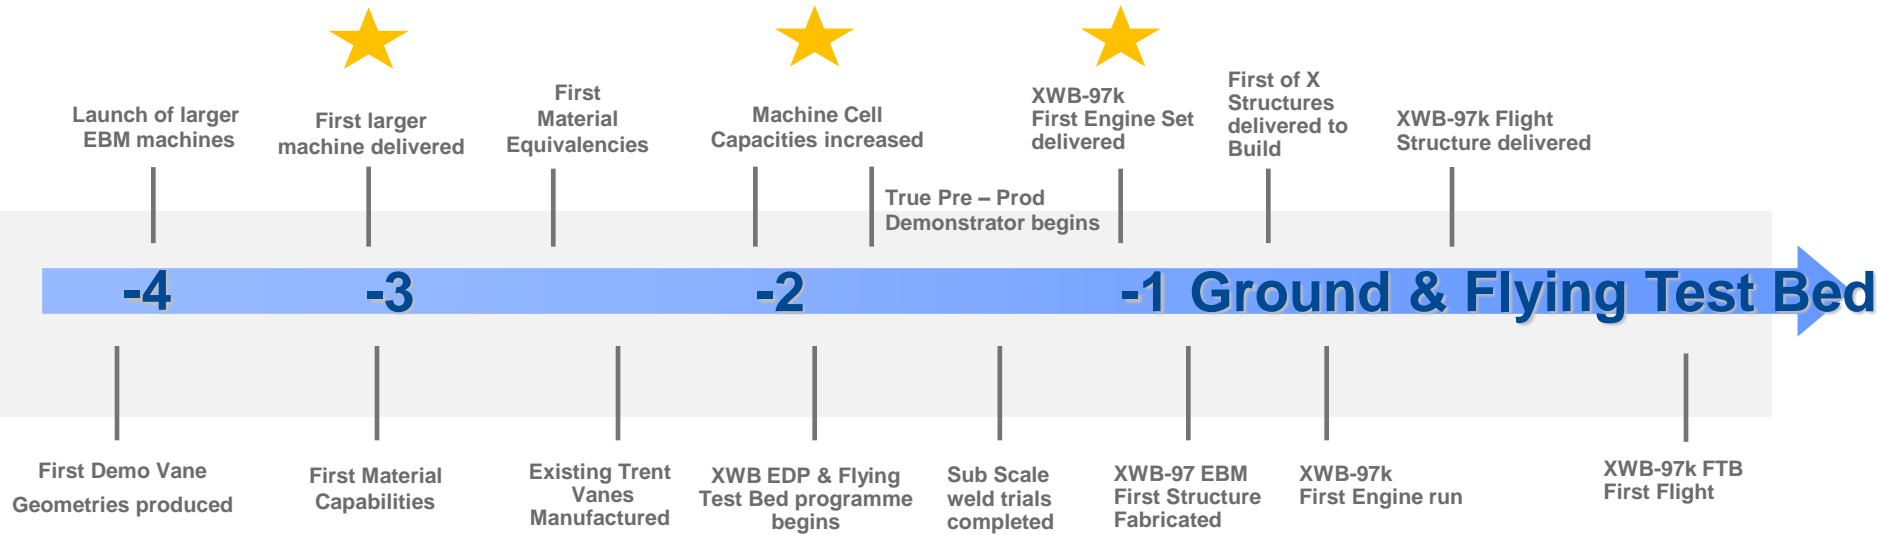 Launch of larger
EBM machines
First larger
machine delivered
First
Material
Equivalencies
Machine Cell
Capacities increased
True Pre – Prod
Demonstrator begins
XWB-97k
First Engine Set
delivered
First of X
Structures
delivered to
Build
XWB-97k Flight
Structure delivered
-4
-3
-2
-1 Ground & Flying Test Bed
First Demo Vane
Geometries produced
First Material
Capabilities
Existing Trent
Vanes
Manufactured
XWB EDP & Flying
Test Bed programme
begins
Sub Scale
weld trials
completed
XWB-97 EBM
First Structure
Fabricated
XWB-97k
First Engine run
XWB-97k FTB
First Flight